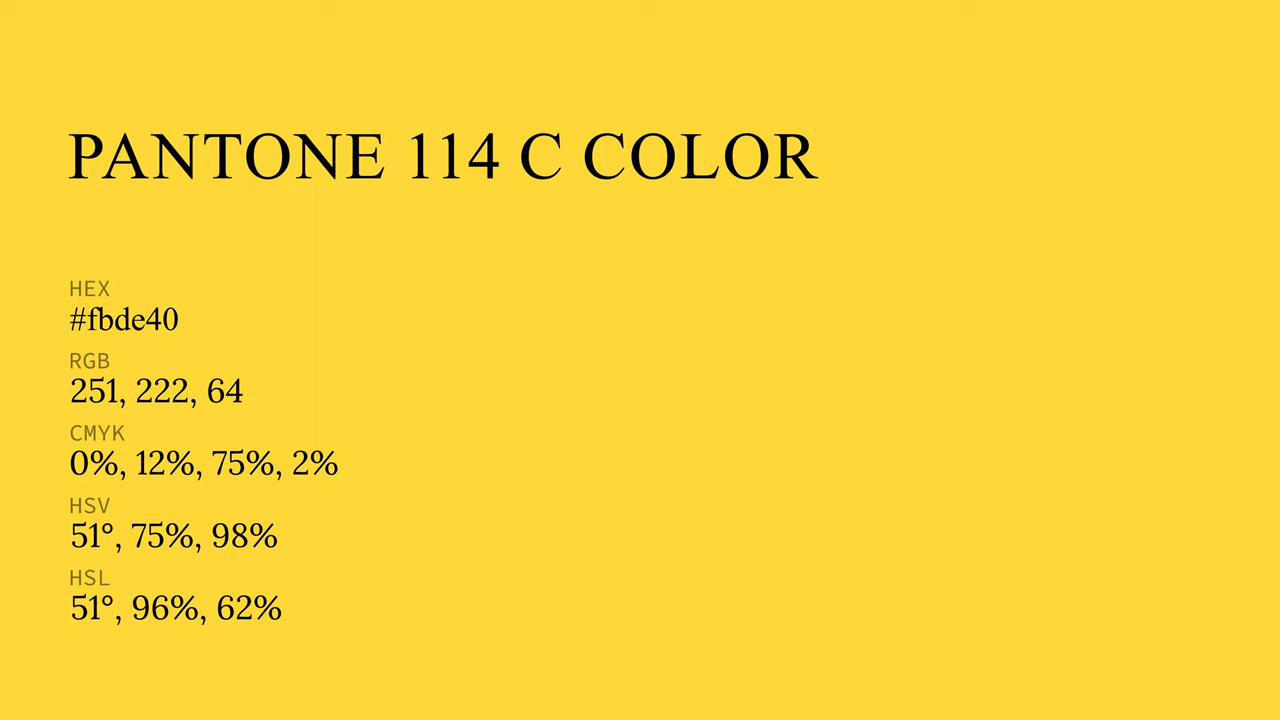 PANTONE 114 C COLOR
HEX
#fbde40
RGB
251, 222, 64
CMYK
0%, 12%, 75%, 2%
HSV
51°, 75%, 98%
HSL
51°, 96%, 62%